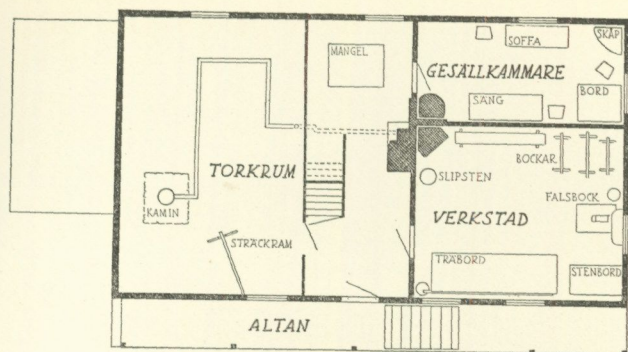 SOFFA
SKÅP
MANGEL
GESÄLLKAMMARE
SÄNG
BORD
BOCKAR
TORKRUM
SLIPSTEN
FALSBOCK
KAMIN
VERKSTAD
STRÄCKRAM
TRÄBORD
STENBORD
ALTAN